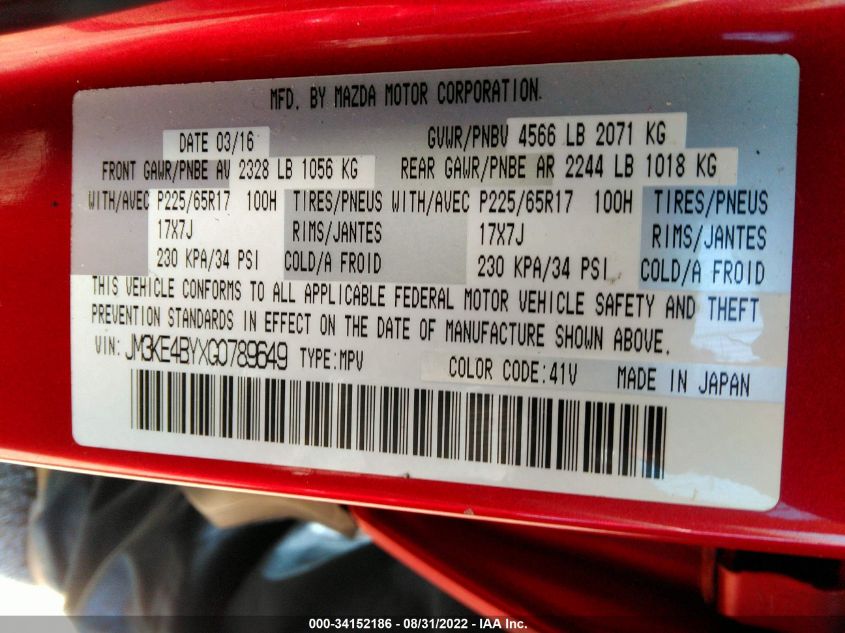 MFD. BY MAZDA MOTOR CORPORATION.
DATE 03/16 GVWR/PNBV 4566 LB 2071 KG
FRONT GAWR/PNBE AV 2328 LB 1056 KG REAR GAWR/PNBE AR 2244 LB 1018 KG
WITH/AVEC P225/65R17 100H TIRES/PNEUS WITH/AVEC P225/65R17 100H TIRES/PNEUS
17X7J RIMS/JANTES 17X7J RIMS/JANTES
230 KPA/34 PSI COLD/A FROID 230 KPA/34 PSI COLD/A FROID
THIS VEHICLE CONFORMS TO ALL APPLICABLE FEDERAL MOTOR VEHICLE SAFETY AND THEFT
PREVENTION STANDARDS IN EFFECT ON THE DATE OF MANUFACTURE SHOWN ABOVE.
VIN: JM3KE4BYXG0789649 TYPE:MPV COLOR CODE:41V MADE IN JAPAN
000-34152186 - 08/31/2022 - IAA Inc.